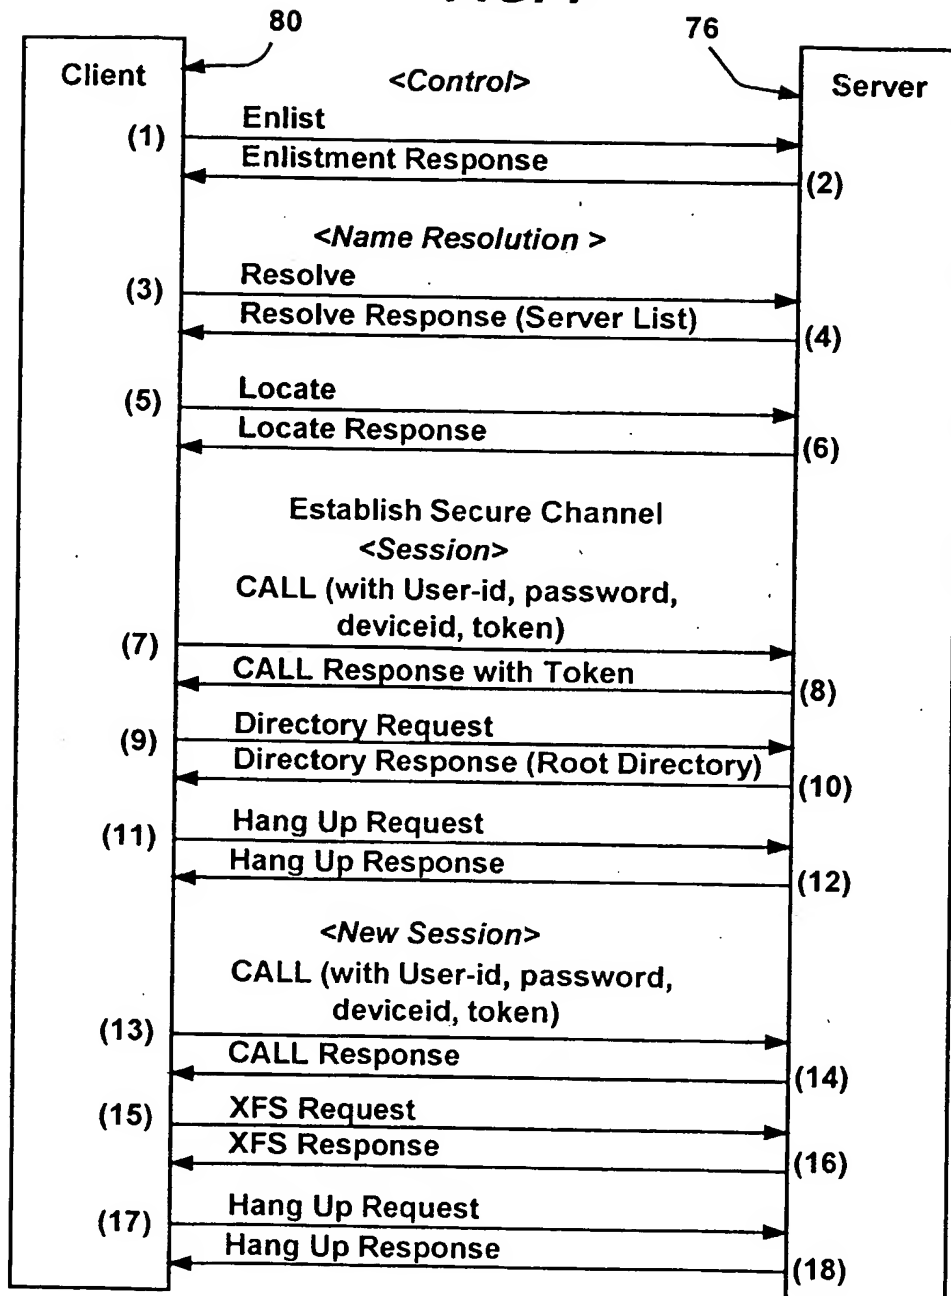 80
76
Client
<Control>
Server
Enlist
(1)
Enlistment Response
(2)
<Name Resolution >
Resolve
(3)
Resolve Response (Server List)
(4)
Locate
(5)
Locate Response
(6)
Establish Secure Channel
<Session>
CALL (with User-id, password,
deviceid, token)
(7)
CALL Response with Token
(8)
Directory Request
(9)
Directory Response (Root Directory)
(10)
Hang Up Request
(11)
Hang Up Response
(12)
<New Session>
CALL (with User-id, password,
deviceid, token)
(13)
CALL Response
(14)
XFS Request
(15)
XFS Response
(16)
Hang Up Request
(17)
Hang Up Response
(18)